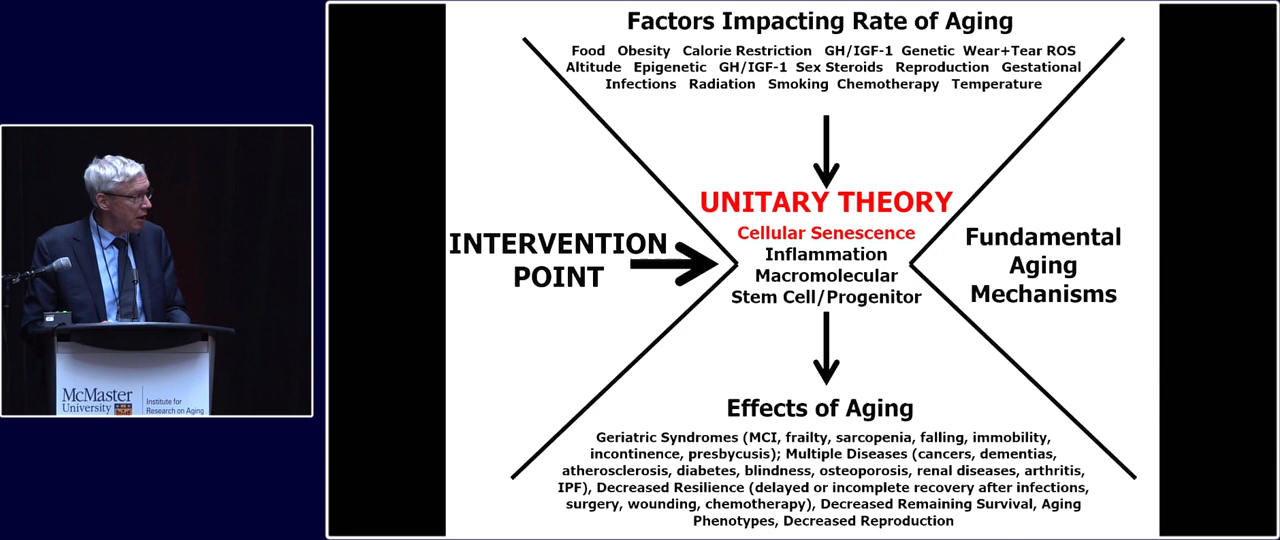 Factors Impacting Rate of Aging
Food Obesity Calorie Restriction GH/IGF-1 Genetic Wear+Tear ROS
Altitude Epigenetic GH/IGF-1 Sex Steroids Reproduction Gestational
Infections Radiation Smoking Chemotherapy Temperature
UNITARY THEORY
Cellular Senescence
Inflammation
Macromolecular
Stem Cell/Progenitor
INTERVENTION
POINT
Fundamental
Aging
Mechanisms
Effects of Aging
Geriatric Syndromes (MCI, frailty, sarcopenia, falling, immobility,
incontinence, presbycusis); Multiple Diseases (cancers, dementias,
atherosclerosis, diabetes, blindness, osteoporosis, renal diseases, arthritis,
IPF), Decreased Resilience (delayed or incomplete recovery after infections,
surgery, wounding, chemotherapy), Decreased Remaining Survival, Aging
Phenotypes, Decreased Reproduction
McMaster
University
Institute for
Research on Aging